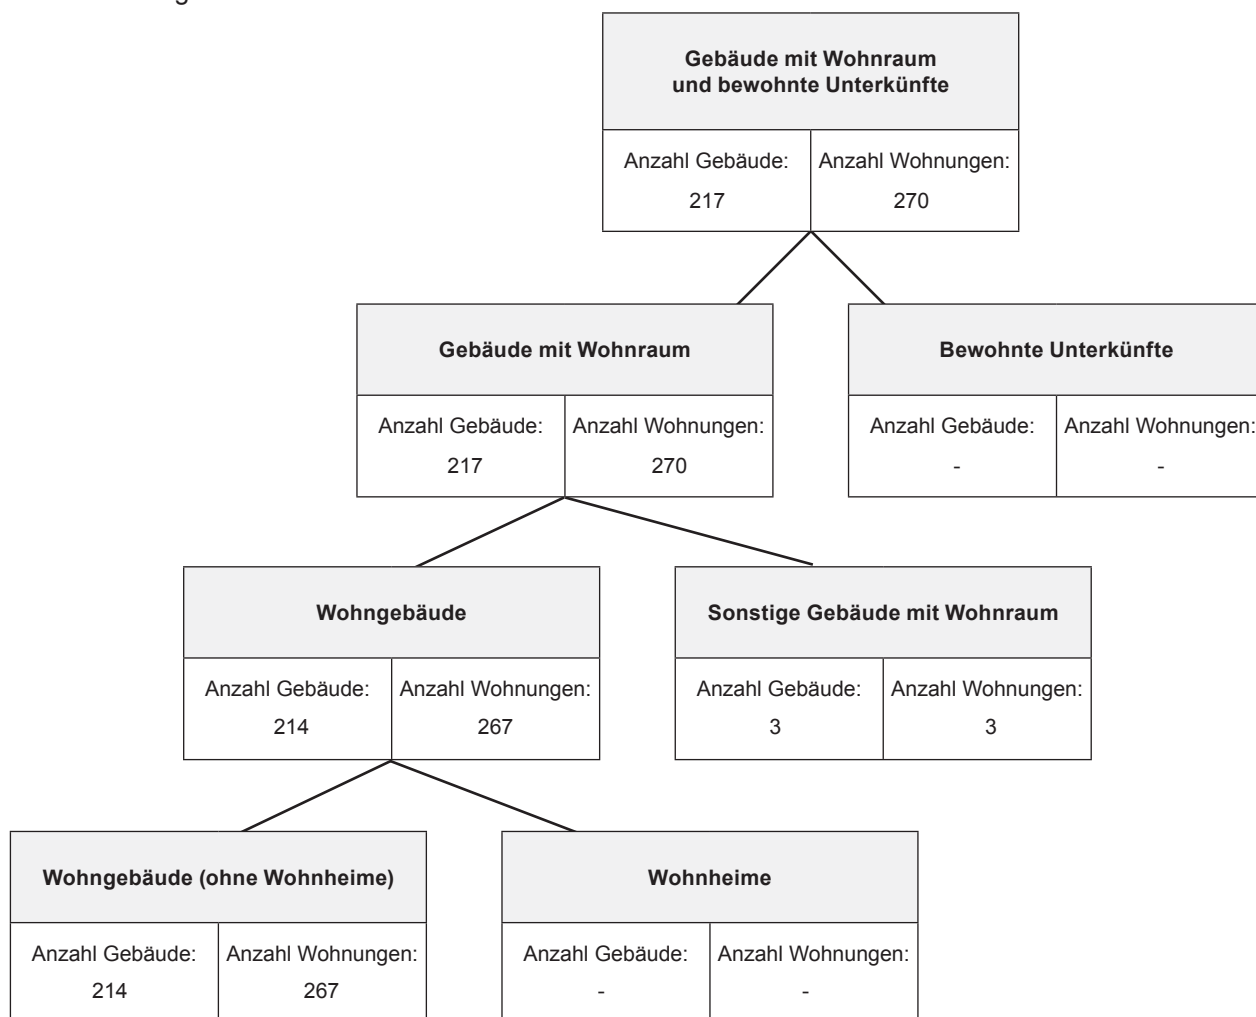 Gebäude mit Wohnraum
und bewohnte Unterkünfte
Anzahl Gebäude: Anzahl Wohnungen:
217 270
Gebäude mit Wohnraum Bewohnte Unterkünfte
Anzahl Gebäude: Anzahl Wohnungen: Anzahl Gebäude: Anzahl Wohnungen:
217 270 - -
Wohngebäude Sonstige Gebäude mit Wohnraum
Anzahl Gebäude: Anzahl Wohnungen: Anzahl Gebäude: Anzahl Wohnungen:
214 267 3 3
Wohngebäude (ohne Wohnheime) Wohnheime
Anzahl Gebäude: Anzahl Wohnungen: Anzahl Gebäude: Anzahl Wohnungen:
214 267 - -